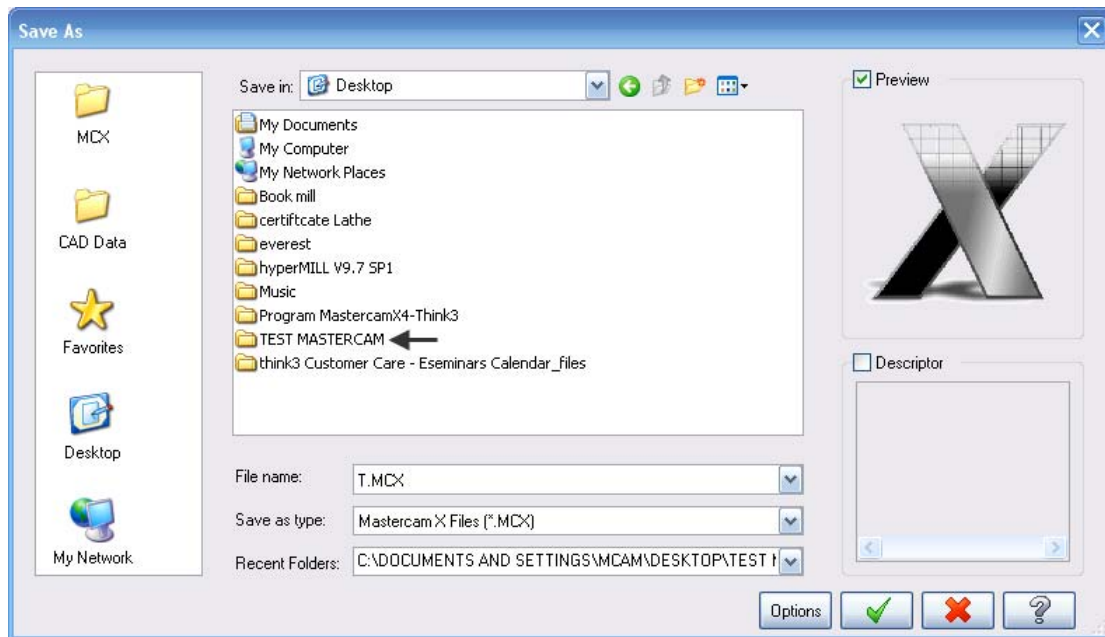 Save As
MCX
CAD Data
Favorites
Desktop
My Network
Save in: Desktop
My Documents
My Computer
My Network Places
Book mill
certiftcate Lathe
everest
hyperMILL V9.7 SP1
Music
Program MastercamX4-Think3
TEST MASTERCAM
think3 Customer Care - Eseminars Calendar_files
File name: T.MCX
Save as type: Mastercam X Files (*.MCX)
Recent Folders: C:\DOCUMENTS AND SETTINGS\MCAM\DESKTOP\TEST
Preview
Descriptor
Options